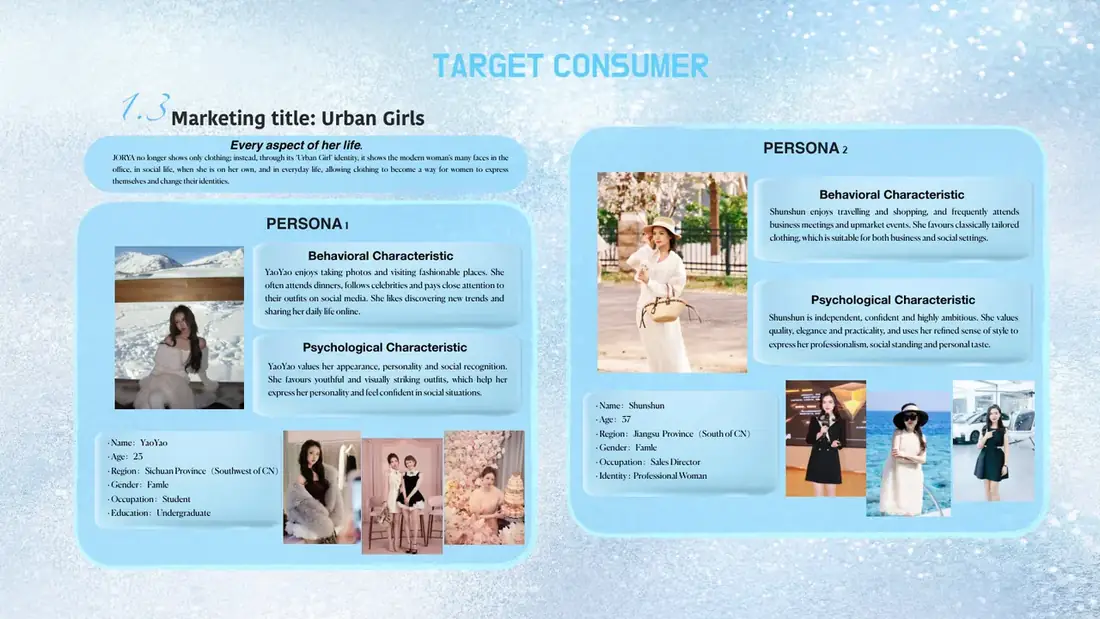 TARGET CONSUMER
1.3 Marketing title: Urban Girls
Every aspect of her life.
JORYA no longer shows only clothing; instead, through its 'Urban Girl' identity, it shows the modern woman's many faces in the
office, in social life, when she is on her own, and in everyday life, allowing clothing to become a way for women to express
themselves and change their identities.
PERSONA 1
Behavioral Characteristic
YaoYao enjoys taking photos and visiting fashionable places. She
often attends dinners, follows celebrities and pays close attention to
their outfits on social media. She likes discovering new trends and
sharing her daily life online.
Psychological Characteristic
YaoYao values her appearance, personality and social recognition.
She favours youthful and visually striking outfits, which help her
express her personality and feel confident in social situations.
· Name: YaoYao
· Age: 23
· Region: Sichuan Province（Southwest of CN）
· Gender: Famle
· Occupation: Student
· Education: Undergraduate
PERSONA 2
Behavioral Characteristic
Shunshun enjoys travelling and shopping, and frequently attends
business meetings and upmarket events. She favours classically tailored
clothing, which is suitable for both business and social settings.
Psychological Characteristic
Shunshun is independent, confident and highly ambitious. She values
quality, elegance and practicality, and uses her refined sense of style to
express her professionalism, social standing and personal taste.
· Name: Shunshun
· Age: 37
· Region: Jiangsu Province（South of CN）
· Gender: Famle
· Occupation: Sales Director
· Identity: Professional Woman